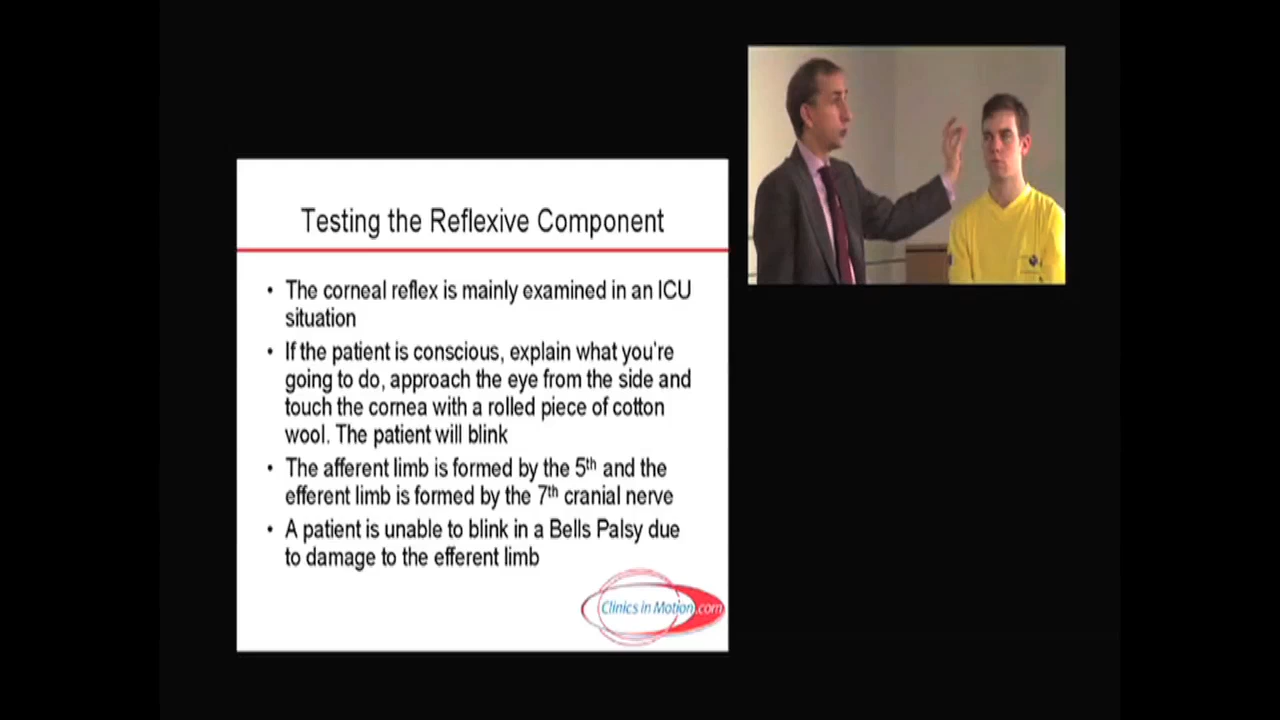 Testing the Reflexive Component
• The corneal reflex is mainly examined in an ICU
situation
• If the patient is conscious, explain what you're
going to do, approach the eye from the side and
touch the cornea with a rolled piece of cotton
wool. The patient will blink
• The afferent limb is formed by the 5th and the
efferent limb is formed by the 7th cranial nerve
• A patient is unable to blink in a Bells Palsy due
to damage to the efferent limb
Clinics in Motion.com